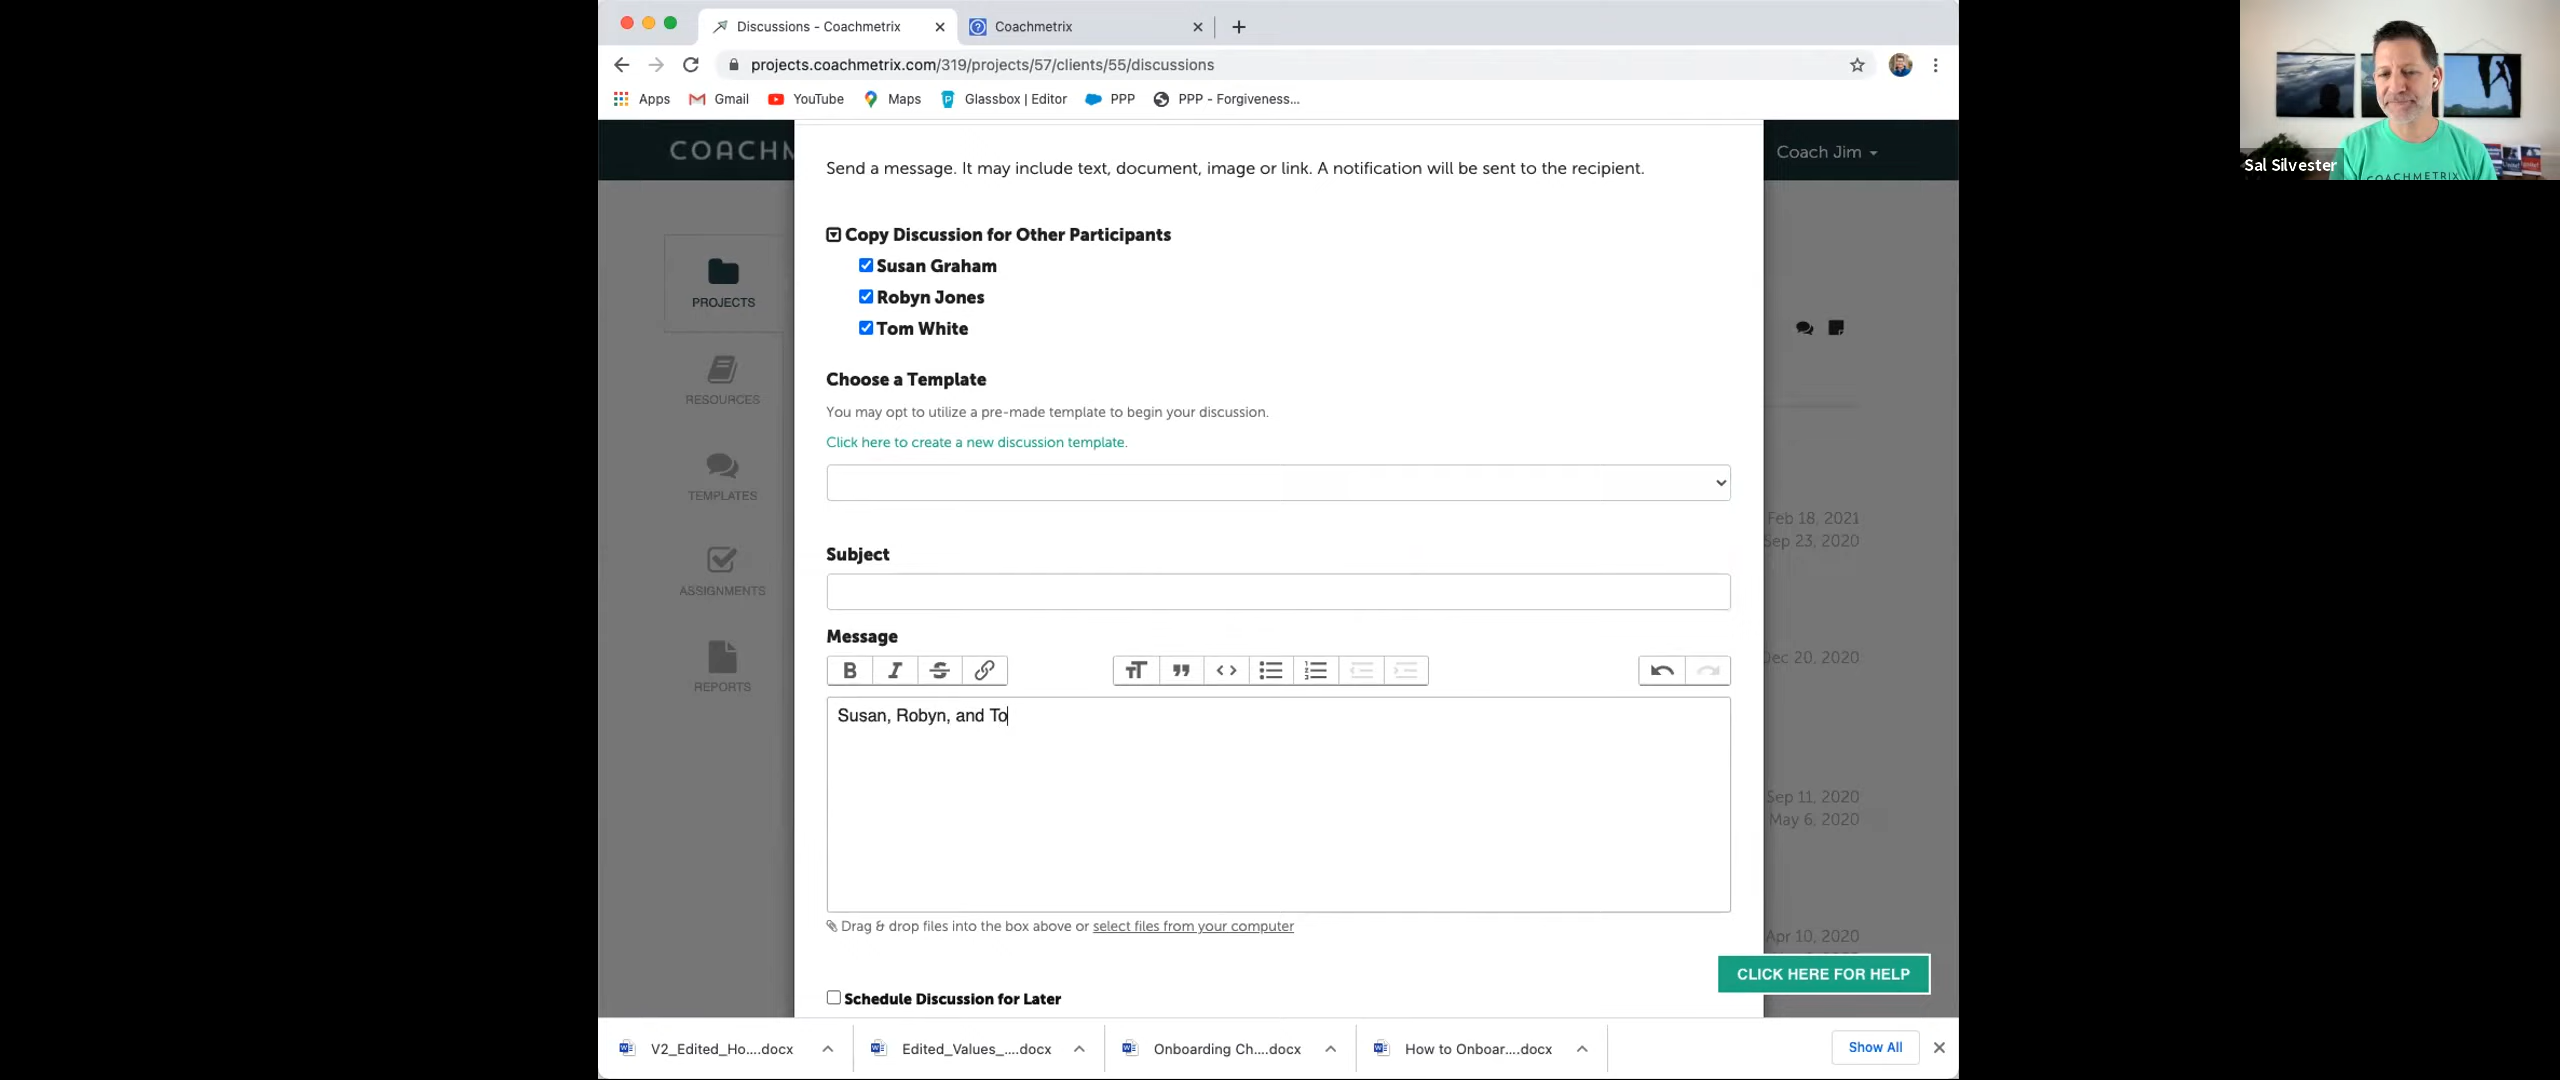 Discussions - Coachmetrix
Coachmetrix
projects.coachmetrix.com/319/projects/57/clients/55/discussions
Apps Gmail YouTube Maps Glassbox | Editor PPP PPP - Forgiveness...
COACHM
Coach Jim
Send a message. It may include text, document, image or link. A notification will be sent to the recipient.
Copy Discussion for Other Participants
Susan Graham
Robyn Jones
Tom White
PROJECTS
RESOURCES
TEMPLATES
ASSIGNMENTS
REPORTS
Choose a Template
You may opt to utilize a pre-made template to begin your discussion.
Click here to create a new discussion template.
Subject
Message
Susan, Robyn, and To
Drag & drop files into the box above or select files from your computer
Schedule Discussion for Later
Feb 18, 2021
Sep 23, 2020
Dec 20, 2020
Sep 11, 2020
May 6, 2020
Apr 10, 2020
CLICK HERE FOR HELP
V2_Edited_Ho....docx
Edited_Values_....docx
Onboarding Ch....docx
How to Onboar....docx
Show All
Sal Silvester
COACHMETRIX